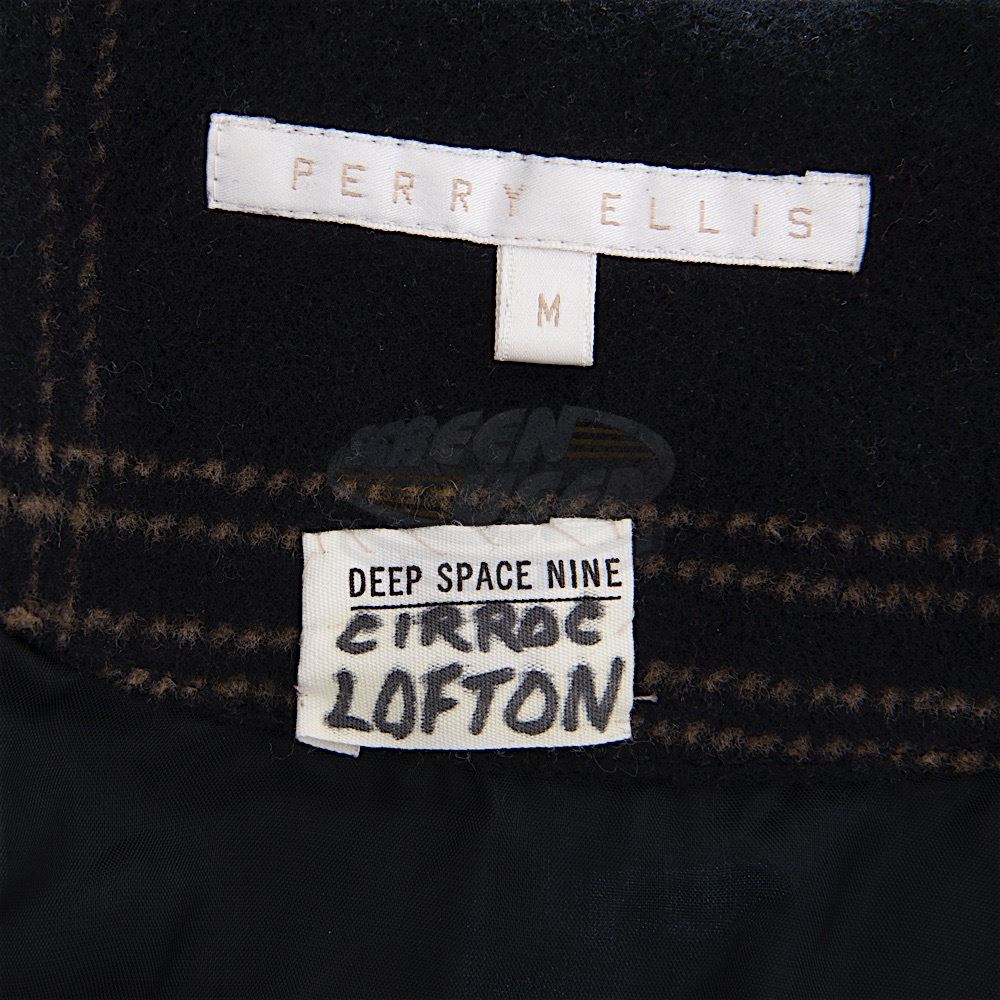 PERRY ELLIS
M
DEEP SPACE NINE
CIRROC
LOFTON